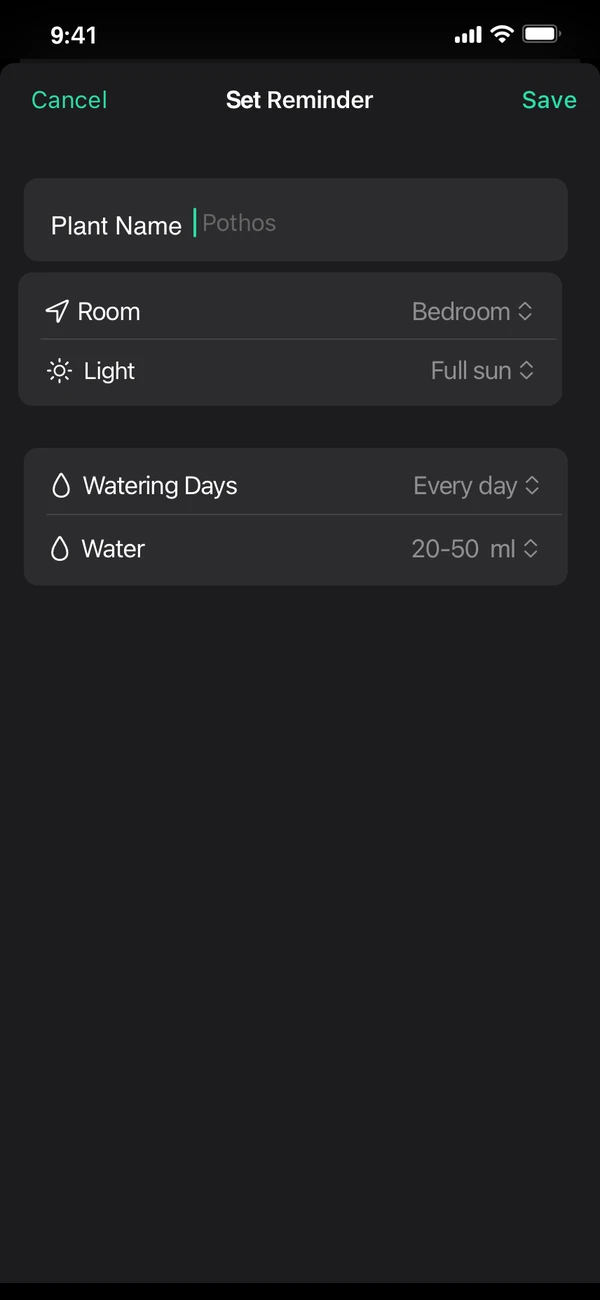 9:41
Cancel Set Reminder Save
Plant Name Pothos
Room Bedroom
Light Full sun
Watering Days Every day
Water 20-50 ml